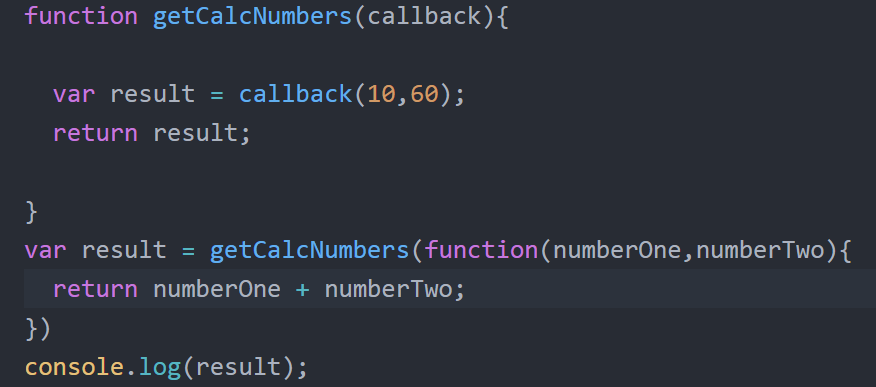 function getCalcNumbers(callback){
var result = callback(10,60);
return result;
}
var result = getCalcNumbers(function(numberOne,numberTwo){
return numberOne + numberTwo;
})
console.log(result);